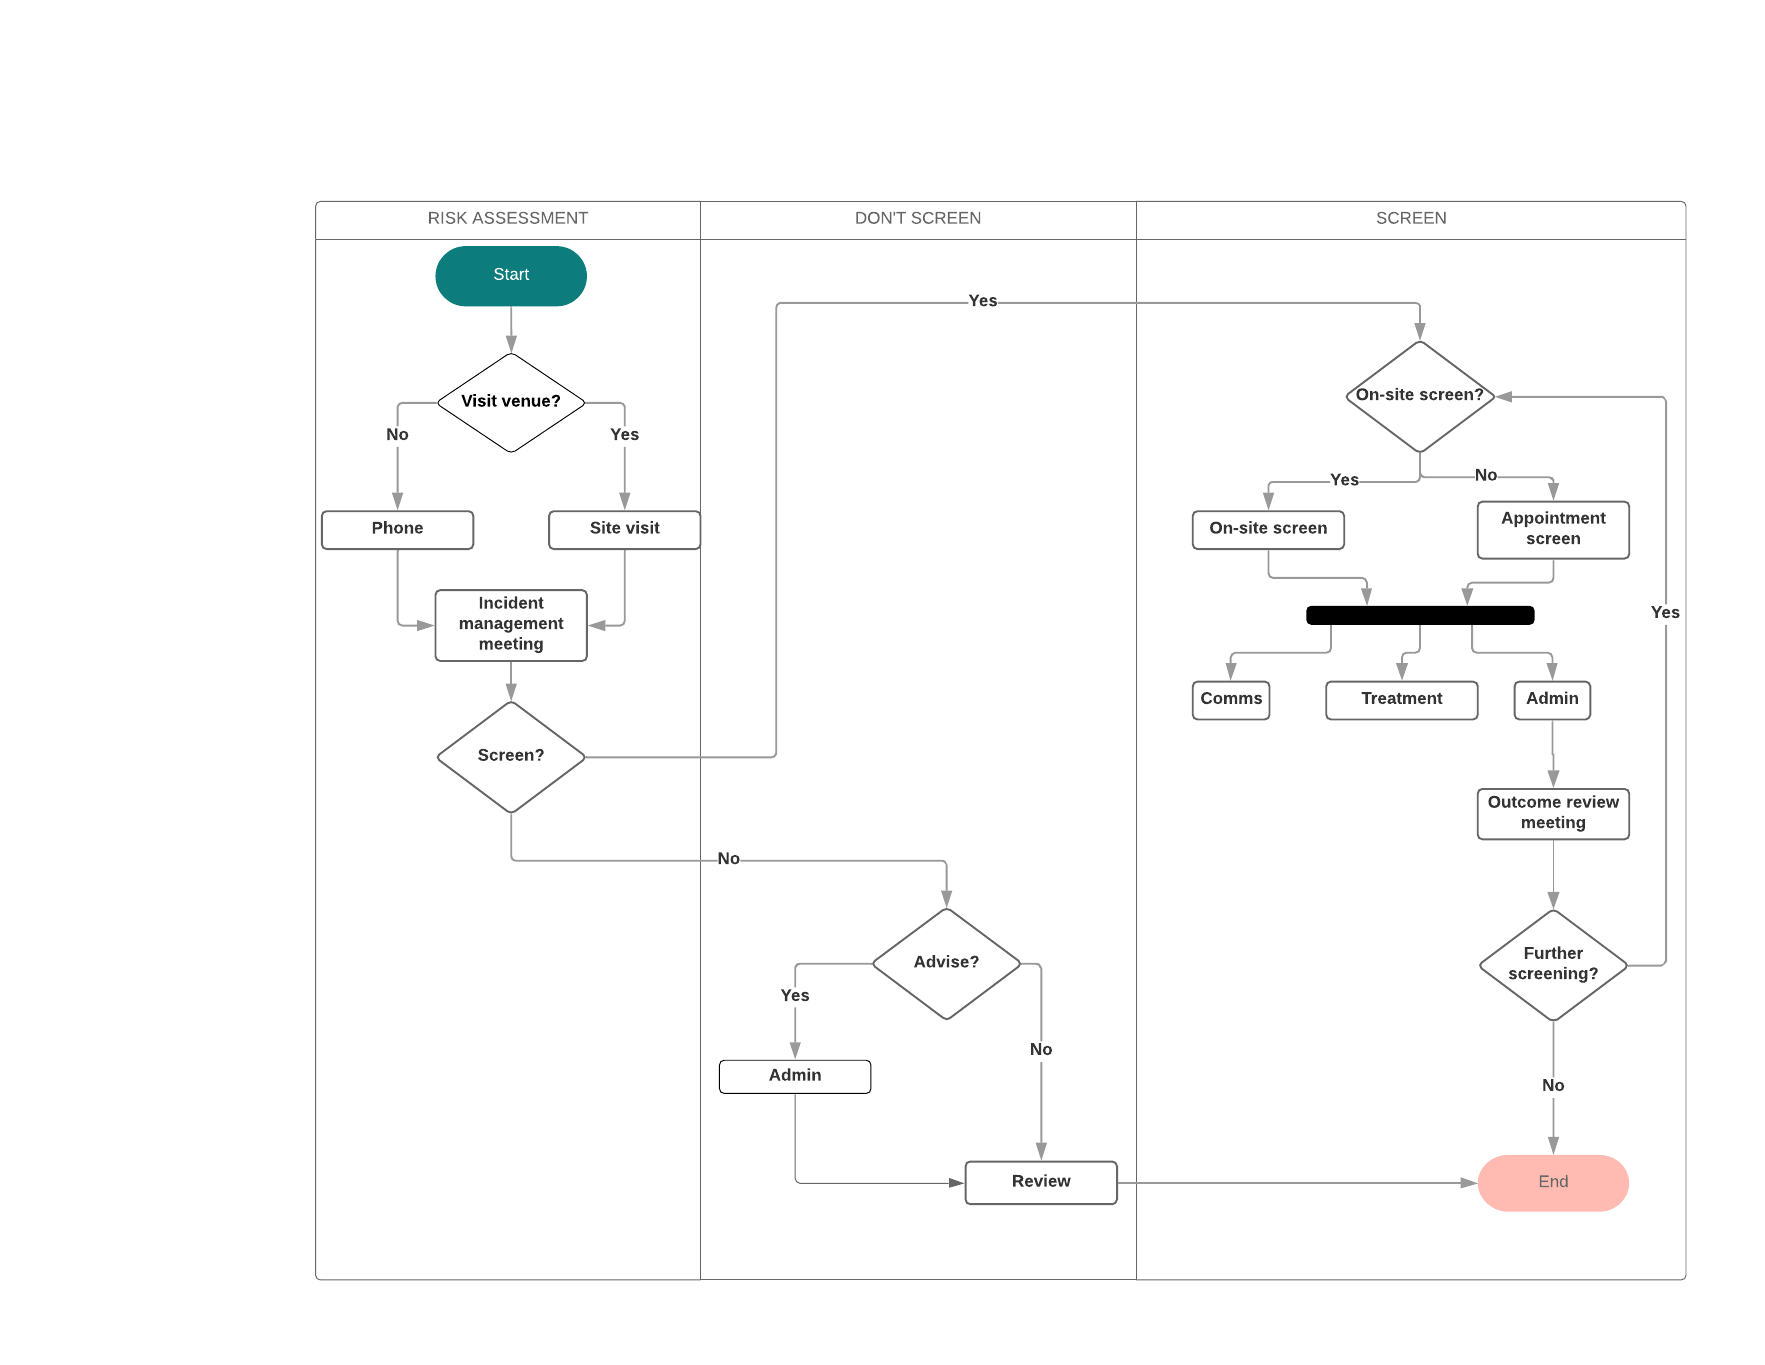 RISK ASSESSMENT
DON'T SCREEN
SCREEN
Start
Visit venue?
No
Yes
Phone
Site visit
Incident
management
meeting
Screen?
Yes
No
Advise?
Yes
No
Admin
Review
On-site screen?
Yes
No
On-site screen
Appointment
screen
Comms
Treatment
Admin
Outcome review
meeting
Further
screening?
Yes
No
End